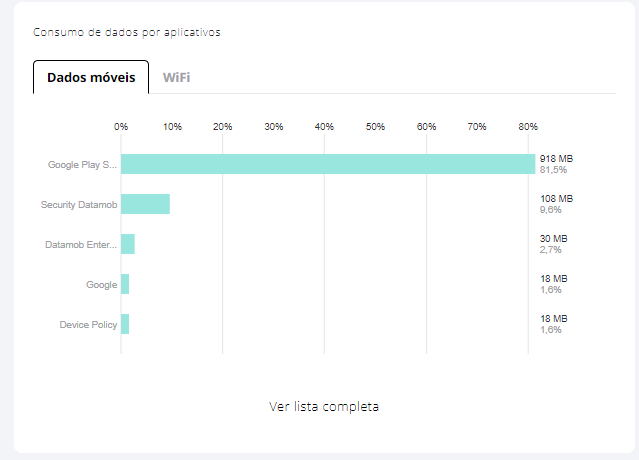 Consumo de dados por aplicativos
Dados móveis WiFi
0% 10% 20% 30% 40% 50% 60% 70% 80%
Google Play S... 918 MB
81,5%
Security Datamob 108 MB
9,6%
Datamob Enter... 30 MB
2,7%
Google 18 MB
1,6%
Device Policy 18 MB
1,6%
Ver lista completa